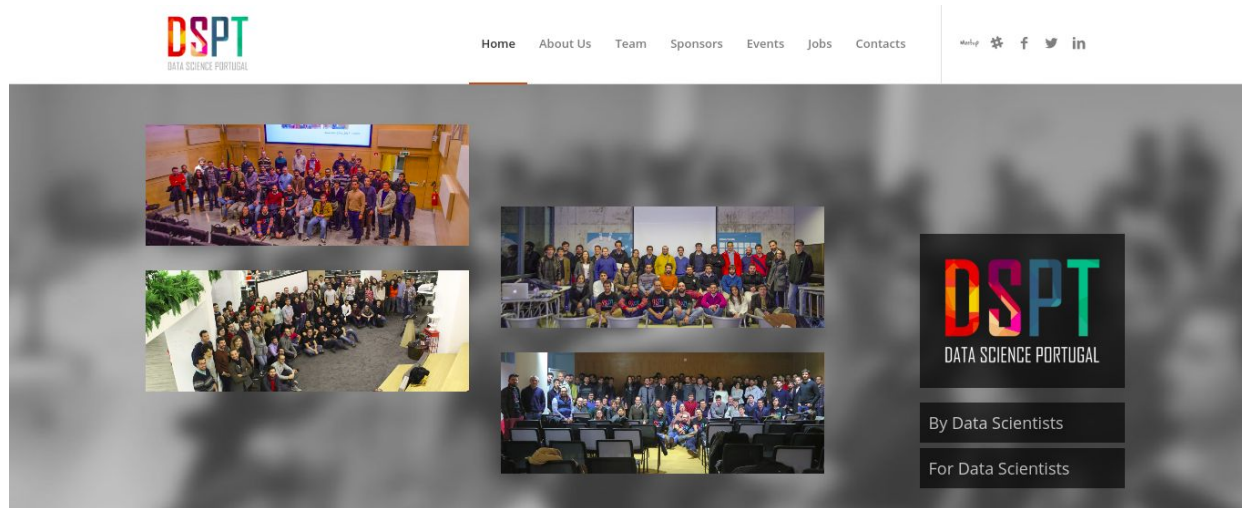 DSPT
DATA SCIENCE PORTUGAL
Home About Us Team Sponsors Events Jobs Contacts
Meetup
DSPT
DATA SCIENCE PORTUGAL
By Data Scientists
For Data Scientists